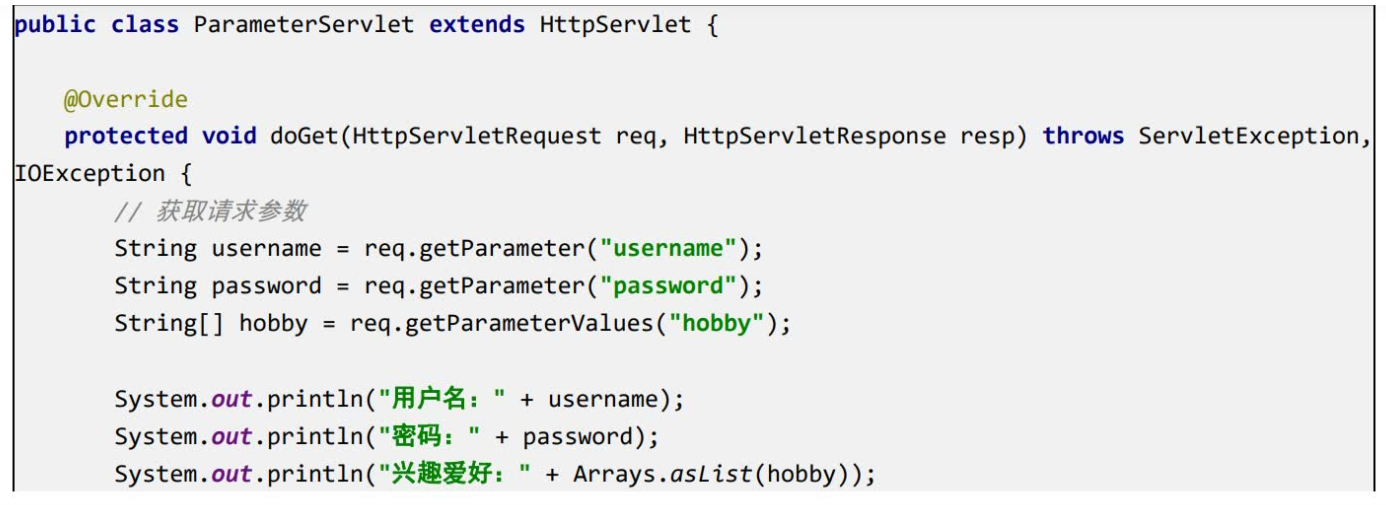 public class ParameterServlet extends HttpServlet {
@Override
protected void doGet(HttpServletRequest req, HttpServletResponse resp) throws ServletException,
IOException {
// 获取请求参数
String username = req.getParameter("username");
String password = req.getParameter("password");
String[] hobby = req.getParameterValues("hobby");
System.out.println("用户名：" + username);
System.out.println("密码：" + password);
System.out.println("兴趣爱好：" + Arrays.asList(hobby));